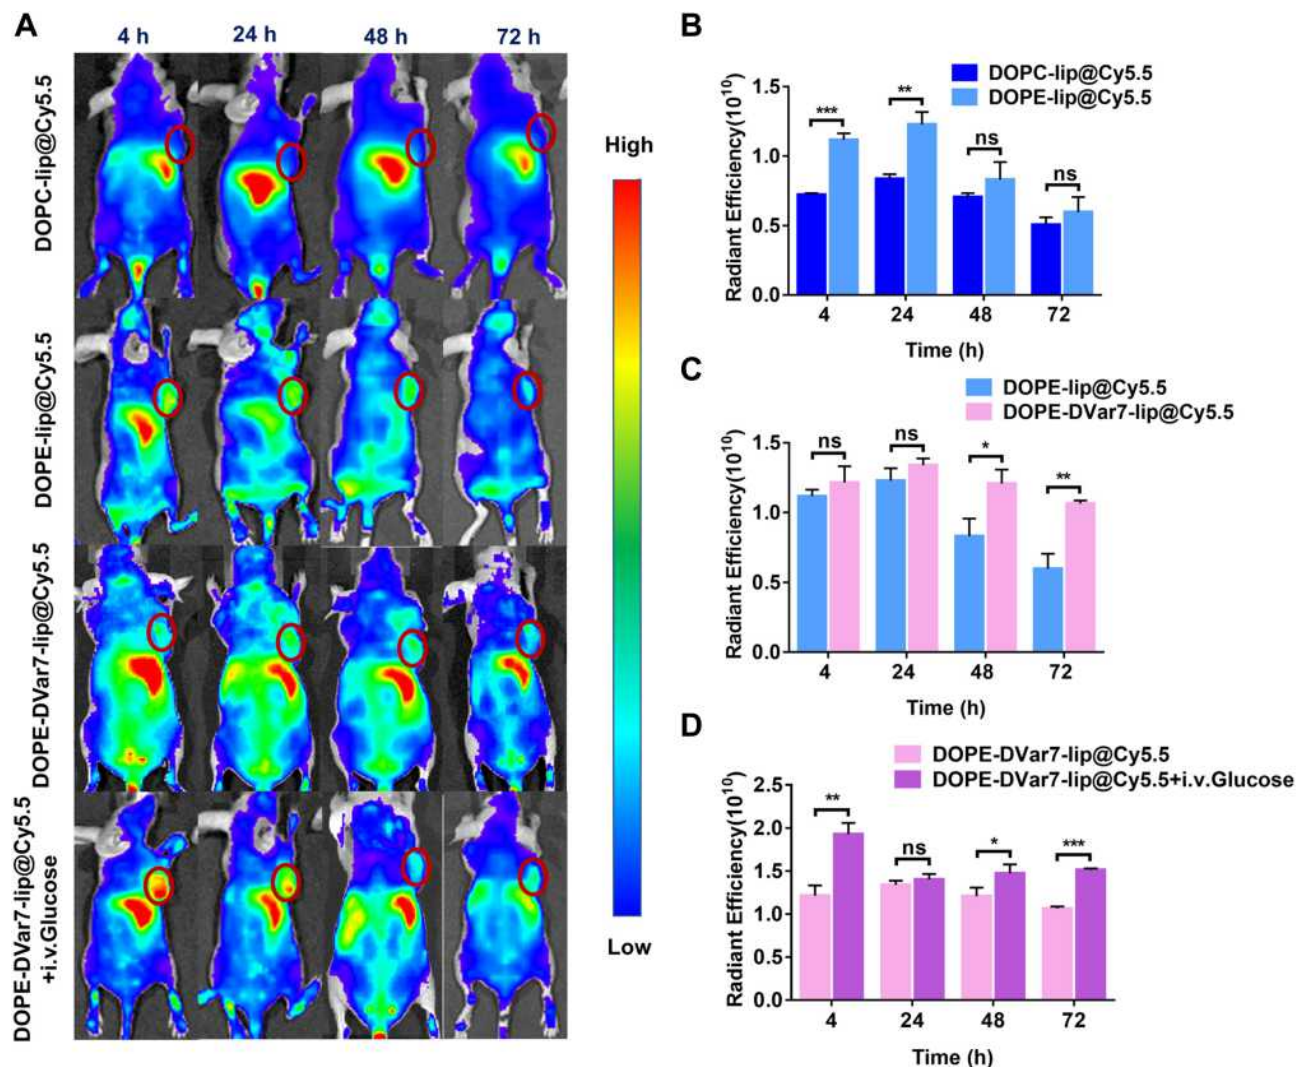 A
4 h 24 h 48 h 72 h
DOPC-lip@Cy5.5
DOPE-lip@Cy5.5
DOPE-DVar7-lip@Cy5.5
DOPE-DVar7-lip@Cy5.5
+i.v.Glucose
High
Low
B
DOPC-lip@Cy5.5
DOPE-lip@Cy5.5
Radiant Efficiency(10¹⁰)
1.5
1.0
0.5
0.0
*** ** ns ns
4 24 48 72
Time (h)
C
DOPE-lip@Cy5.5
DOPE-DVar7-lip@Cy5.5
Radiant Efficiency(10¹⁰)
1.5
1.0
0.5
0.0
ns ns * **
4 24 48 72
Time (h)
D
DOPE-DVar7-lip@Cy5.5
DOPE-DVar7-lip@Cy5.5+i.v.Glucose
Radiant Efficiency(10¹⁰)
2.5
2.0
1.5
1.0
0.5
0.0
** ns * ***
4 24 48 72
Time (h)